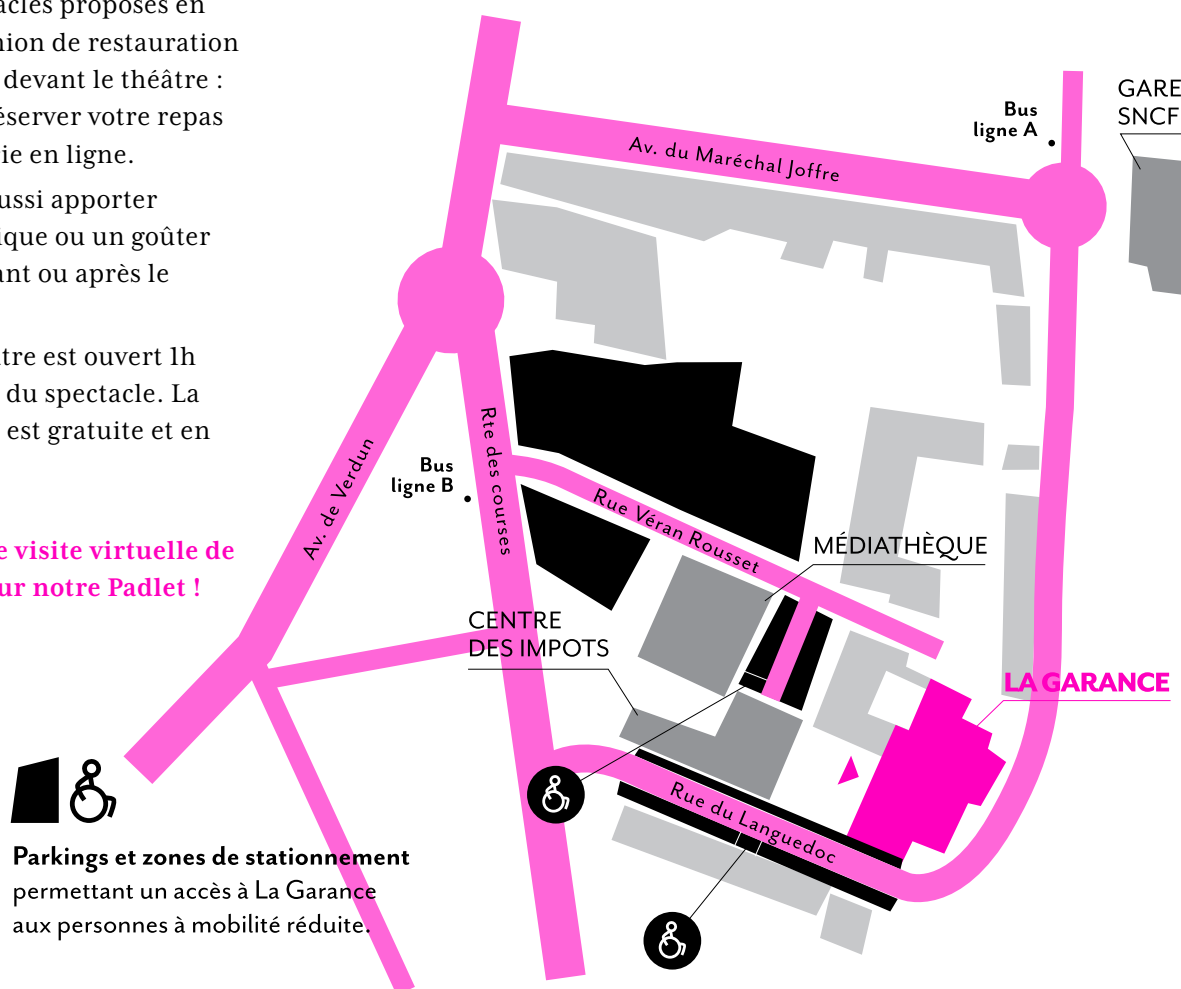 acles proposés en
nion de restauration
devant le théâtre :
éserver votre repas
ie en ligne.
ussi apporter
ique ou un goûter
ant ou après le
tre est ouvert 1h
du spectacle. La
est gratuite et en
e visite virtuelle de
ur notre Padlet !
Av. du Maréchal Joffre
Bus
ligne A
GARE
SNCF
Av. de Verdun
Rte des courses
Bus
ligne B
Rue Véran Rousset
MÉDIATHÈQUE
CENTRE
DES IMPOTS
LA GARANCE
Rue du Languedoc
Parkings et zones de stationnement
permettant un accès à La Garance
aux personnes à mobilité réduite.